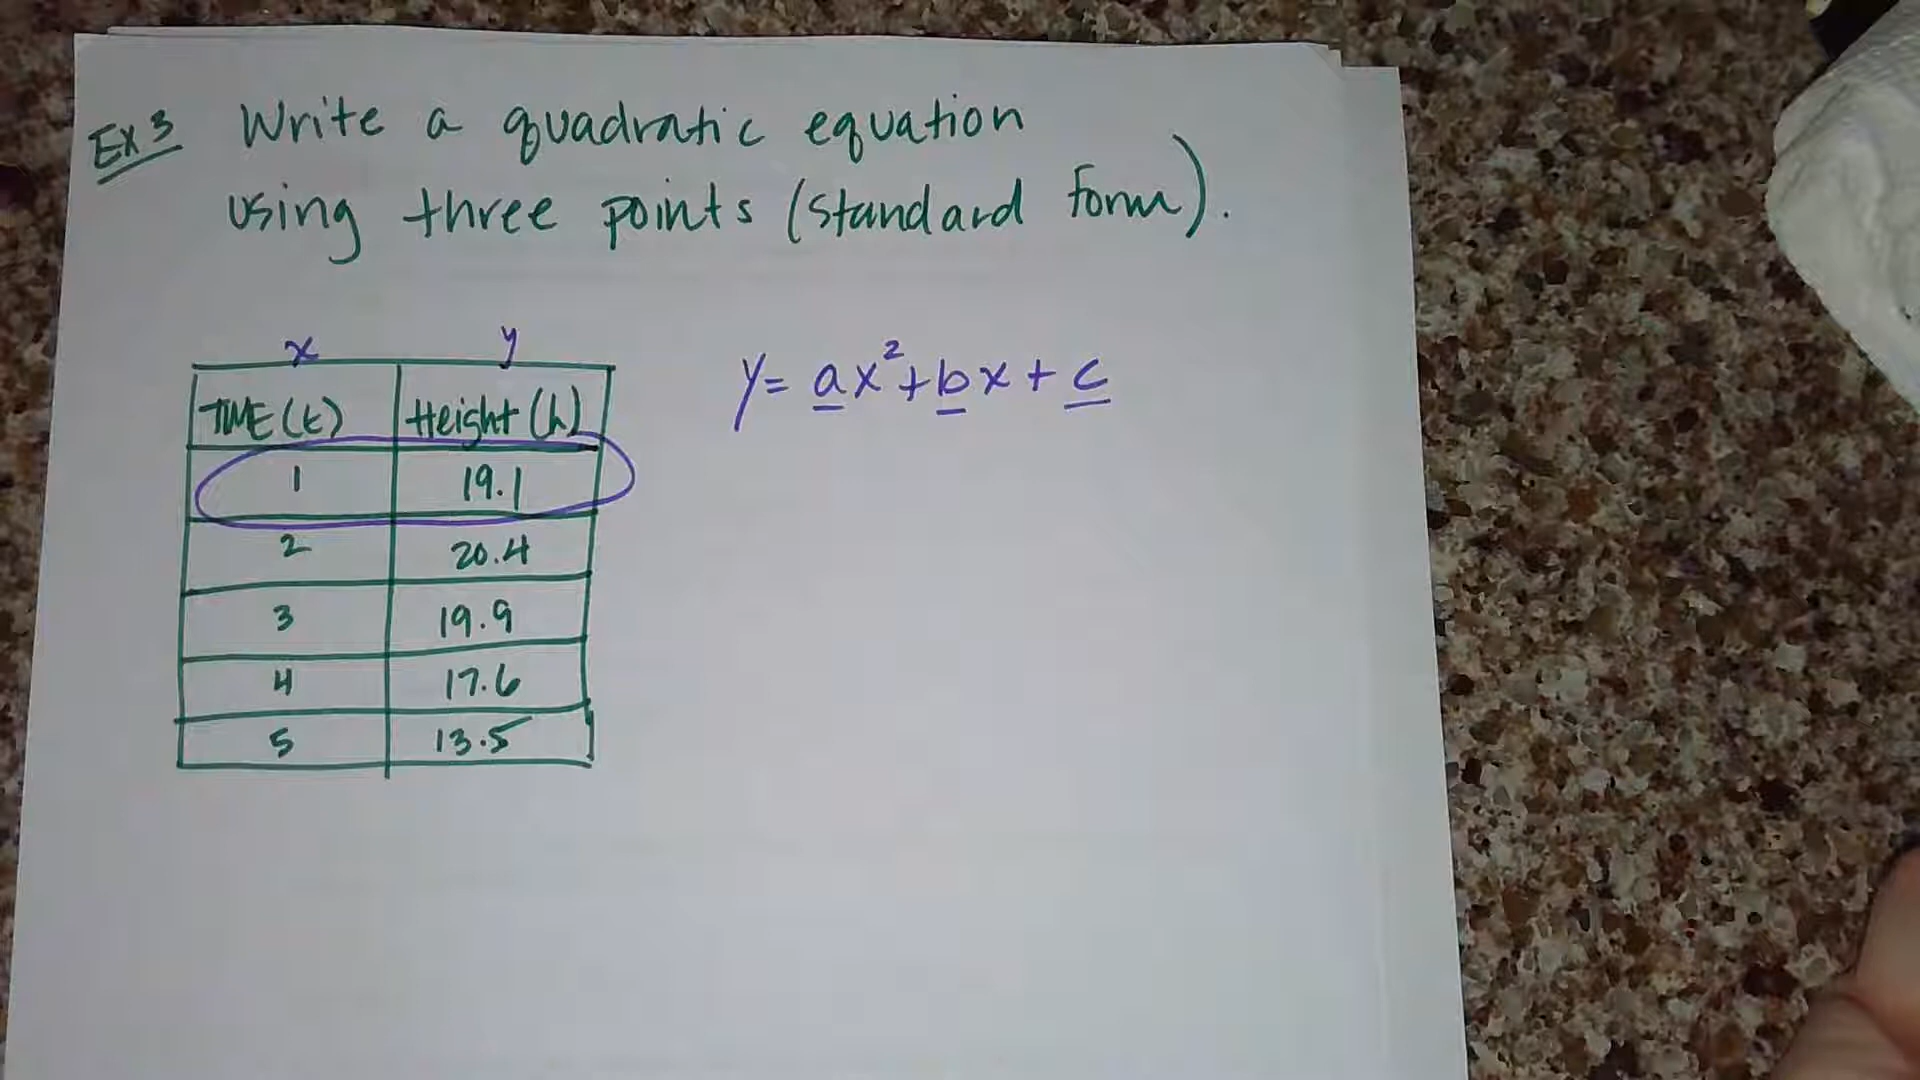 Ex 3 Write a quadratic equation
using three points (standard form).
x y
TIME (t) Height (h)
1 19.1
2 20.4
3 19.9
4 17.6
5 13.5
y = ax²+bx+c